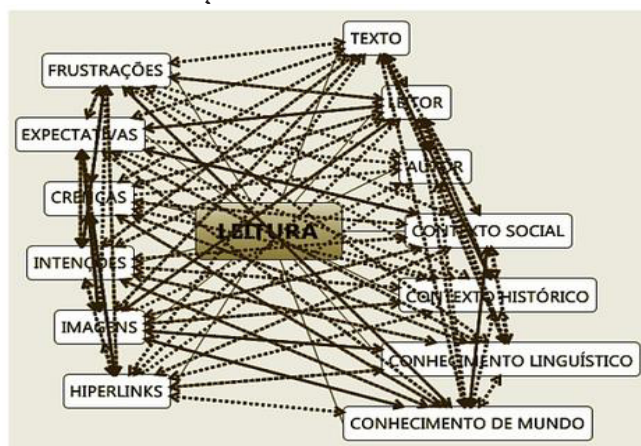 TEXTO
FRUSTRAÇÕES
LEITOR
EXPECTATIVAS
AUTOR
CRENÇAS
LEITURA
CONTEXTO SOCIAL
INTENÇÕES
CONTEXTO HISTÓRICO
IMAGENS
CONHECIMENTO LINGUÍSTICO
HIPERLINKS
CONHECIMENTO DE MUNDO